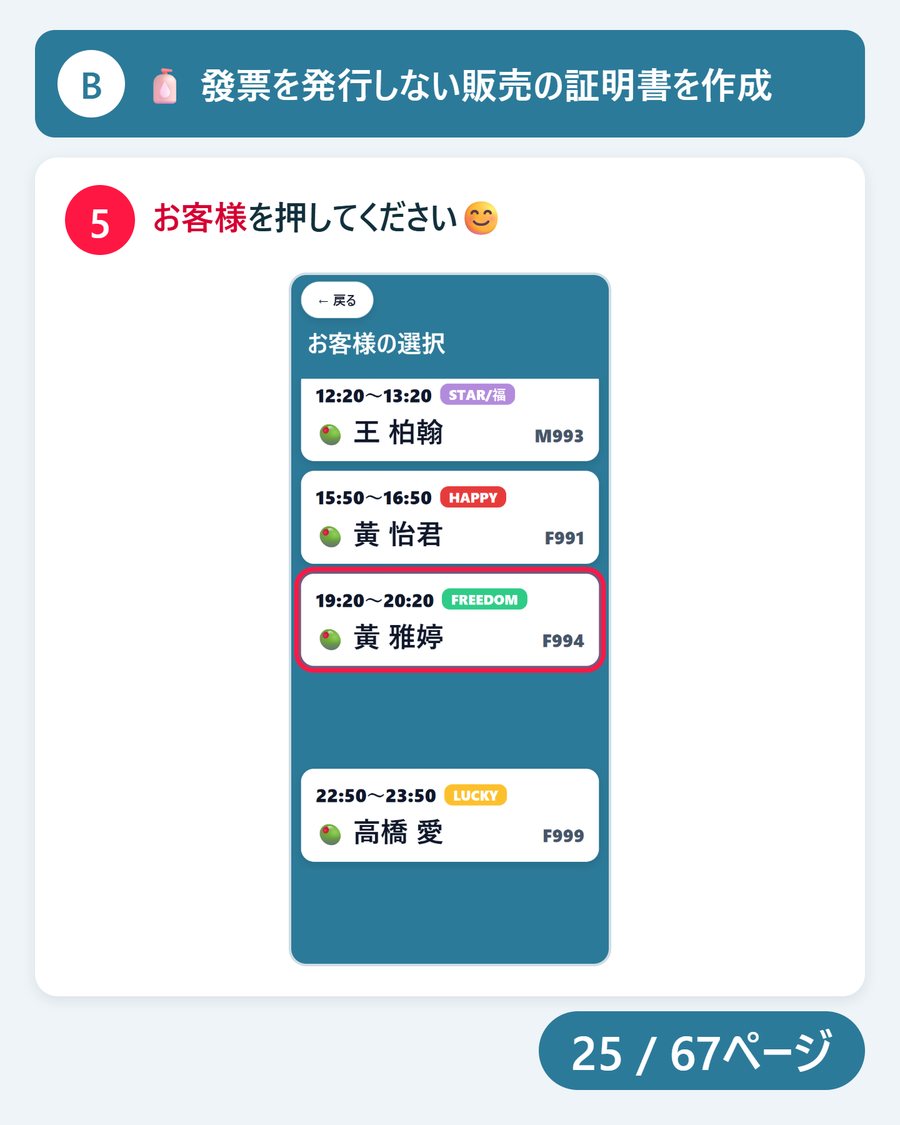 B 發票を発行しない販売の証明書を作成
5 お客様を押してください
← 戻る
お客様の選択
12:20〜13:20 STAR/福
王 柏翰 M993
15:50〜16:50 HAPPY
黃 怡君 F991
19:20〜20:20 FREEDOM
黃 雅婷 F994
22:50〜23:50 LUCKY
高橋 愛 F999
25 / 67ページ